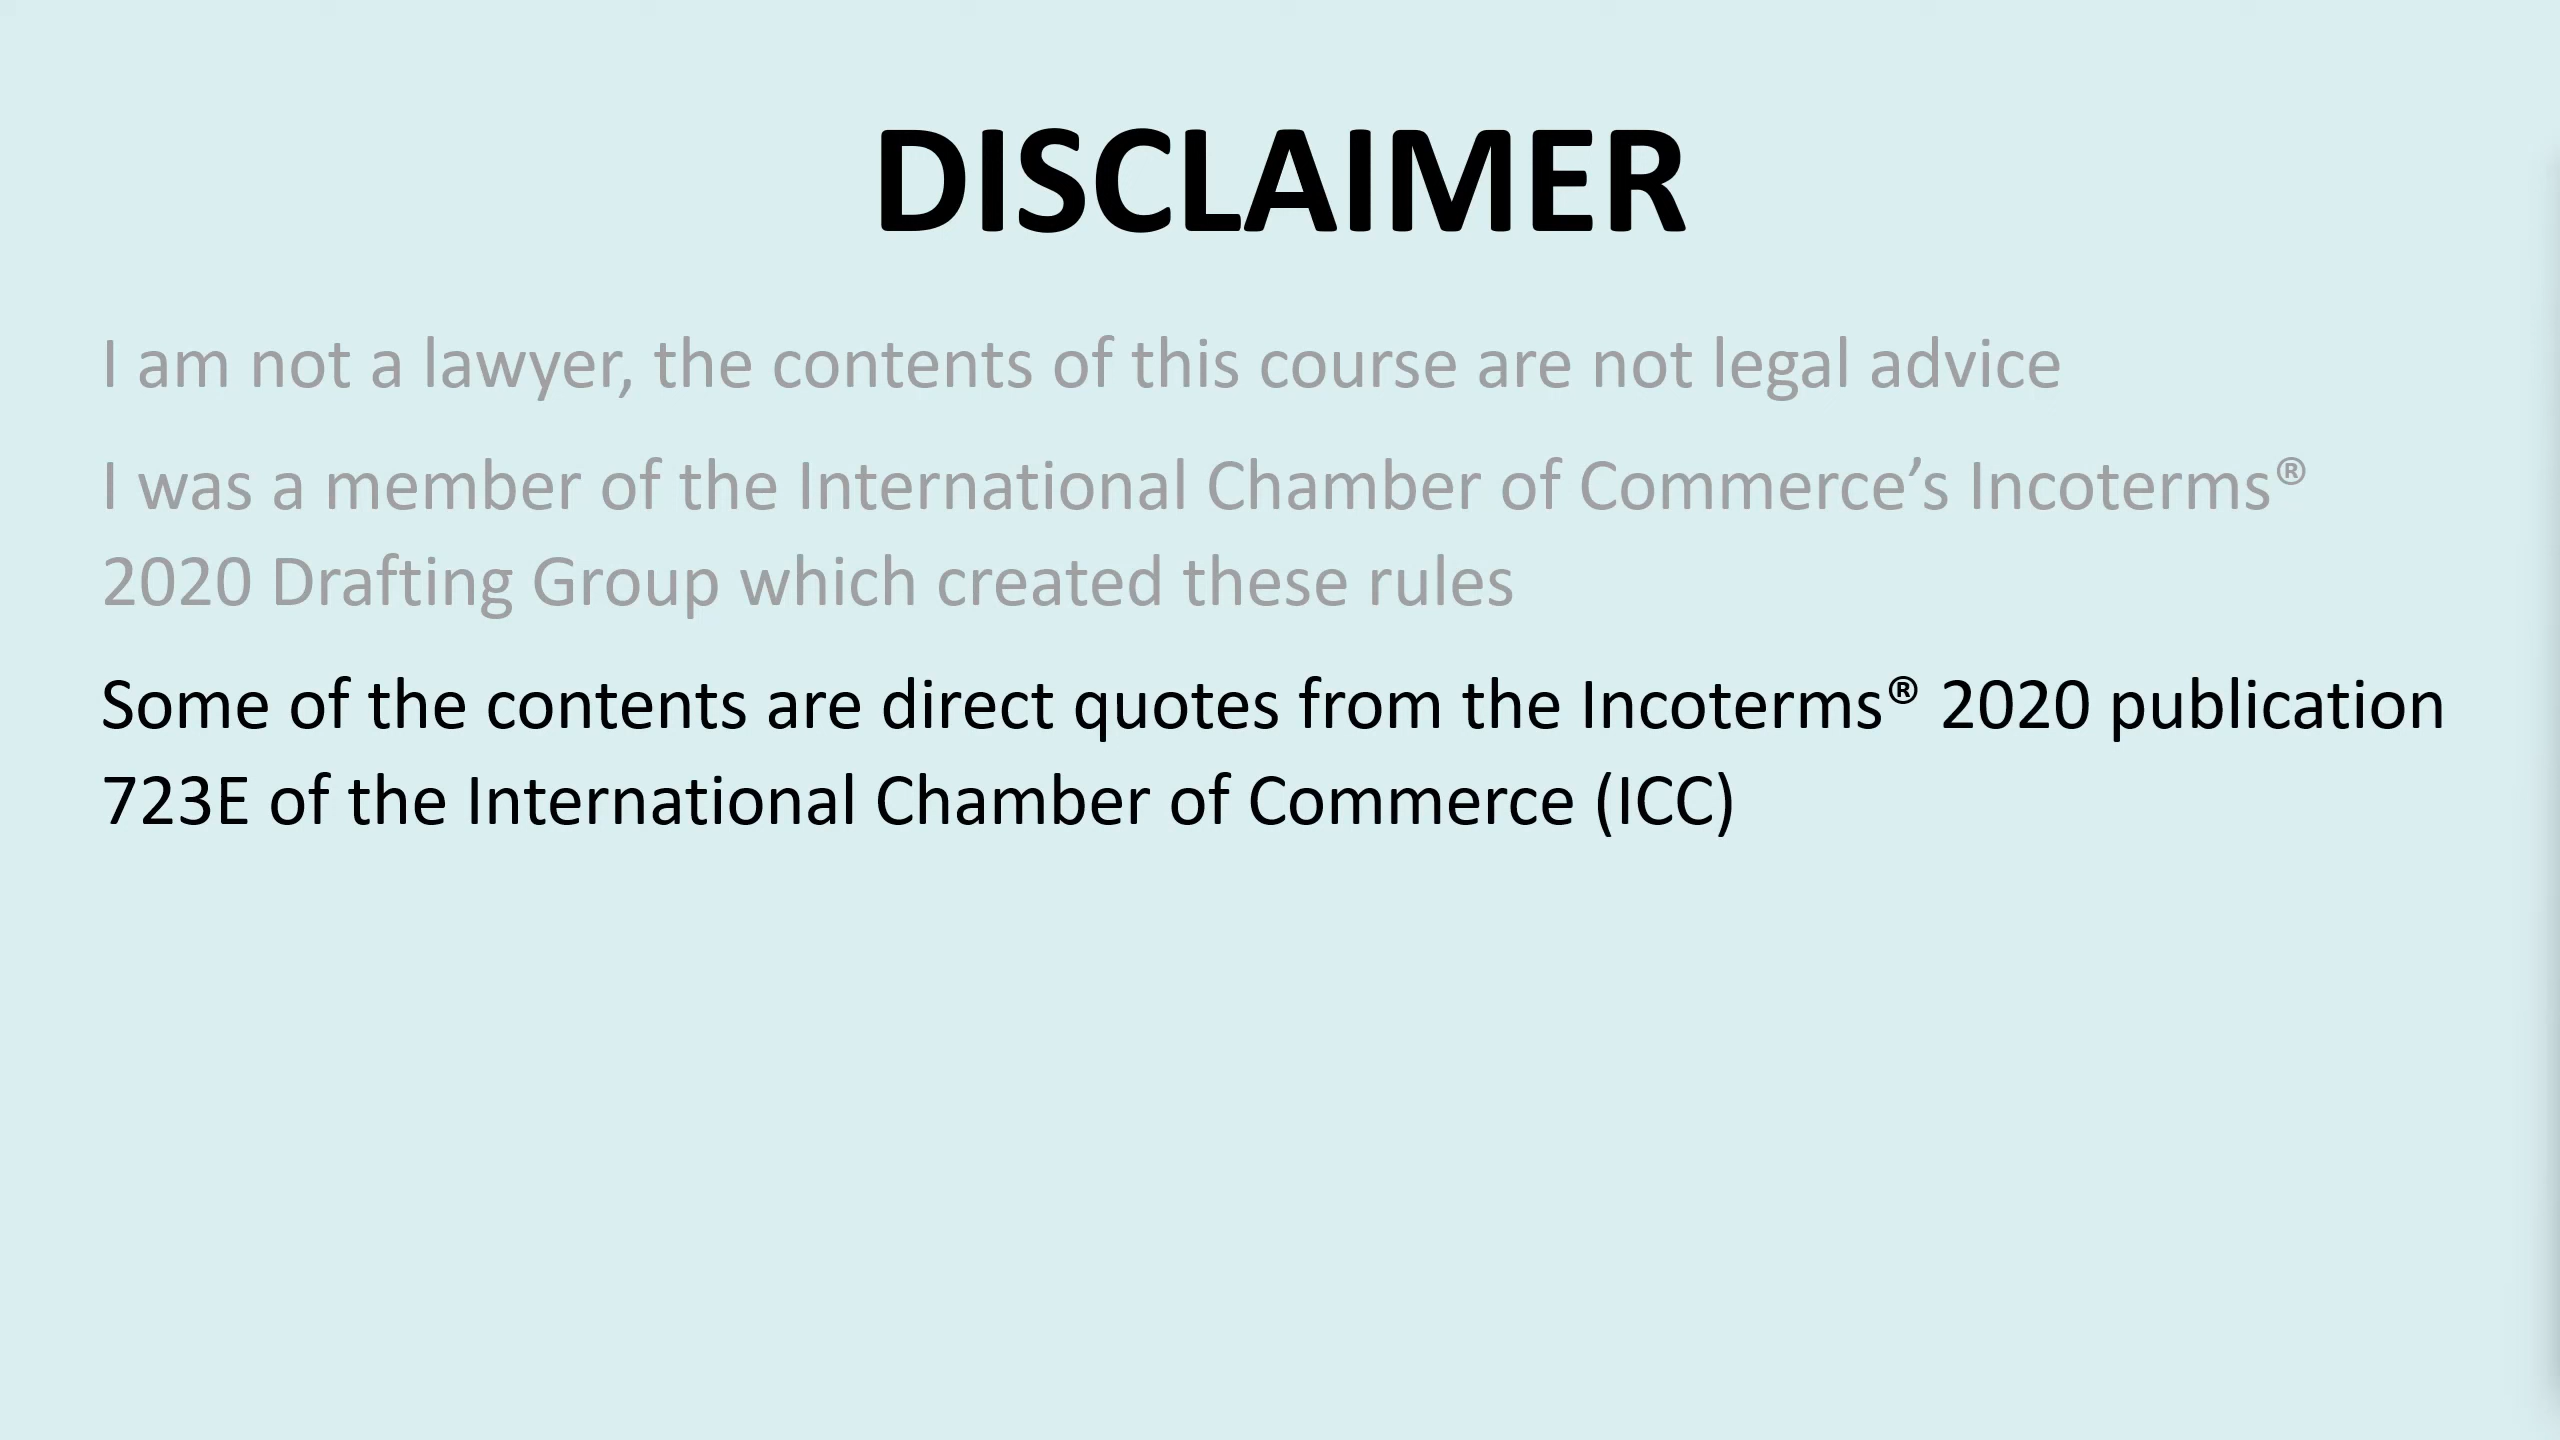 DISCLAIMER
I am not a lawyer, the contents of this course are not legal advice
I was a member of the International Chamber of Commerce’s Incoterms®
2020 Drafting Group which created these rules
Some of the contents are direct quotes from the Incoterms® 2020 publication
723E of the International Chamber of Commerce (ICC)